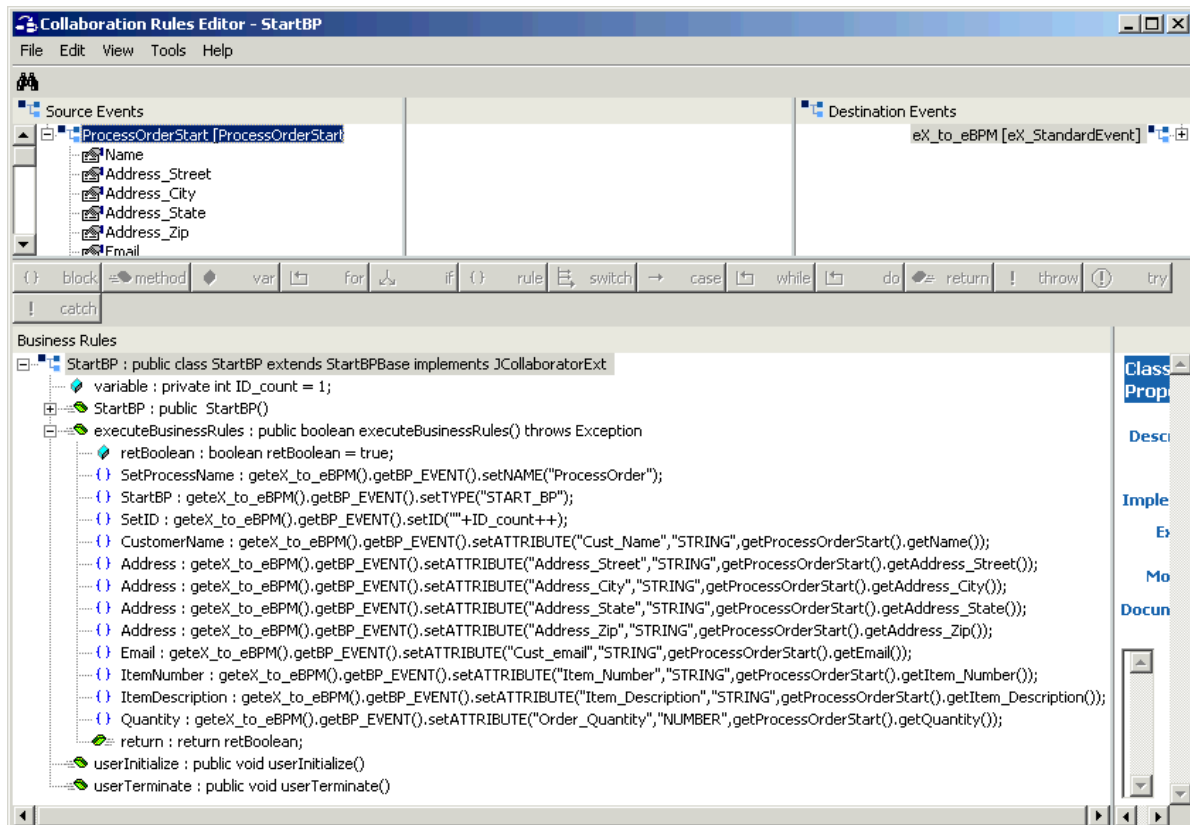 Collaboration Rules Editor - StartBP
File Edit View Tools Help
Source Events
Destination Events
ProcessOrderStart [ProcessOrderStart
eX_to_eBPM [eX_StandardEvent]
Name
Address_Street
Address_City
Address_State
Address_Zip
Email
{} block method var for if {} rule switch case while do return ! throw try
! catch
Business Rules
StartBP : public class StartBP extends StartBPBase implements JCollaboratorExt
variable : private int ID_count = 1;
StartBP : public StartBP()
executeBusinessRules : public boolean executeBusinessRules() throws Exception
retBoolean : boolean retBoolean = true;
{} SetProcessName : geteX_to_eBPM().getBP_EVENT().setNAME("ProcessOrder");
{} StartBP : geteX_to_eBPM().getBP_EVENT().setTYPE("START_BP");
{} SetID : geteX_to_eBPM().getBP_EVENT().setID(""+ID_count++);
{} CustomerName : geteX_to_eBPM().getBP_EVENT().setATTRIBUTE("Cust_Name","STRING",getProcessOrderStart().getName());
{} Address : geteX_to_eBPM().getBP_EVENT().setATTRIBUTE("Address_Street","STRING",getProcessOrderStart().getAddress_Street());
{} Address : geteX_to_eBPM().getBP_EVENT().setATTRIBUTE("Address_City","STRING",getProcessOrderStart().getAddress_City());
{} Address : geteX_to_eBPM().getBP_EVENT().setATTRIBUTE("Address_State","STRING",getProcessOrderStart().getAddress_State());
{} Address : geteX_to_eBPM().getBP_EVENT().setATTRIBUTE("Address_Zip","STRING",getProcessOrderStart().getAddress_Zip());
{} Email : geteX_to_eBPM().getBP_EVENT().setATTRIBUTE("Cust_email","STRING",getProcessOrderStart().getEmail());
{} ItemNumber : geteX_to_eBPM().getBP_EVENT().setATTRIBUTE("Item_Number","STRING",getProcessOrderStart().getItem_Number());
{} ItemDescription : geteX_to_eBPM().getBP_EVENT().setATTRIBUTE("Item_Description","STRING",getProcessOrderStart().getItem_Description());
{} Quantity : geteX_to_eBPM().getBP_EVENT().setATTRIBUTE("Order_Quantity","NUMBER",getProcessOrderStart().getQuantity());
return : return retBoolean;
userInitialize : public void userInitialize()
userTerminate : public void userTerminate()
Class
Prop
Descr
Imple
Ex
Mo
Docun